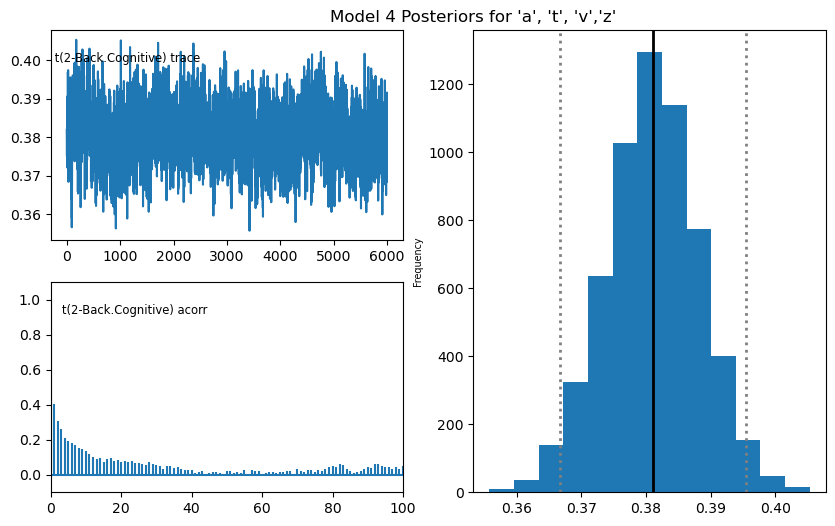 Model 4 Posteriors for 'a', 't', 'v','z'
t(2-Back.Cognitive) trace
0.40
0.39
0.38
0.37
0.36
0 1000 2000 3000 4000 5000 6000
t(2-Back.Cognitive) acorr
1.0
0.8
0.6
0.4
0.2
0.0
0 20 40 60 80 100
Frequency
1200
1000
800
600
400
200
0
0.36 0.37 0.38 0.39 0.40